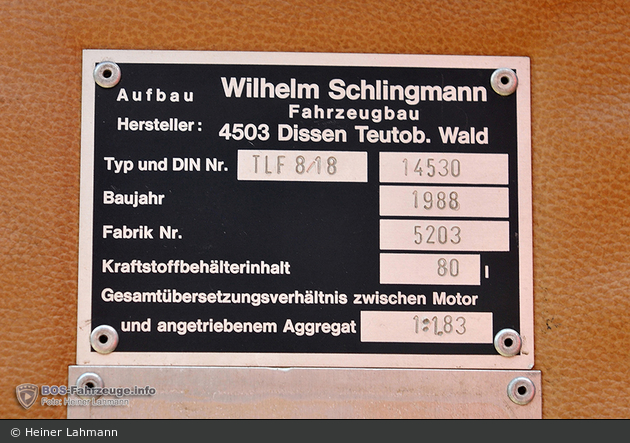 Aufbau Wilhelm Schlingmann
Fahrzeugbau
Hersteller: 4503 Dissen Teutob. Wald
Typ und DIN Nr. TLF 8/18 14530
Baujahr 1988
Fabrik Nr. 5203
Kraftstoffbehälterinhalt 80 l
Gesamtübersetzungsverhältnis zwischen Motor
und angetriebenem Aggregat 1:1,83
BOS-Fahrzeuge.info
Foto: Heiner Lahmann
© Heiner Lahmann